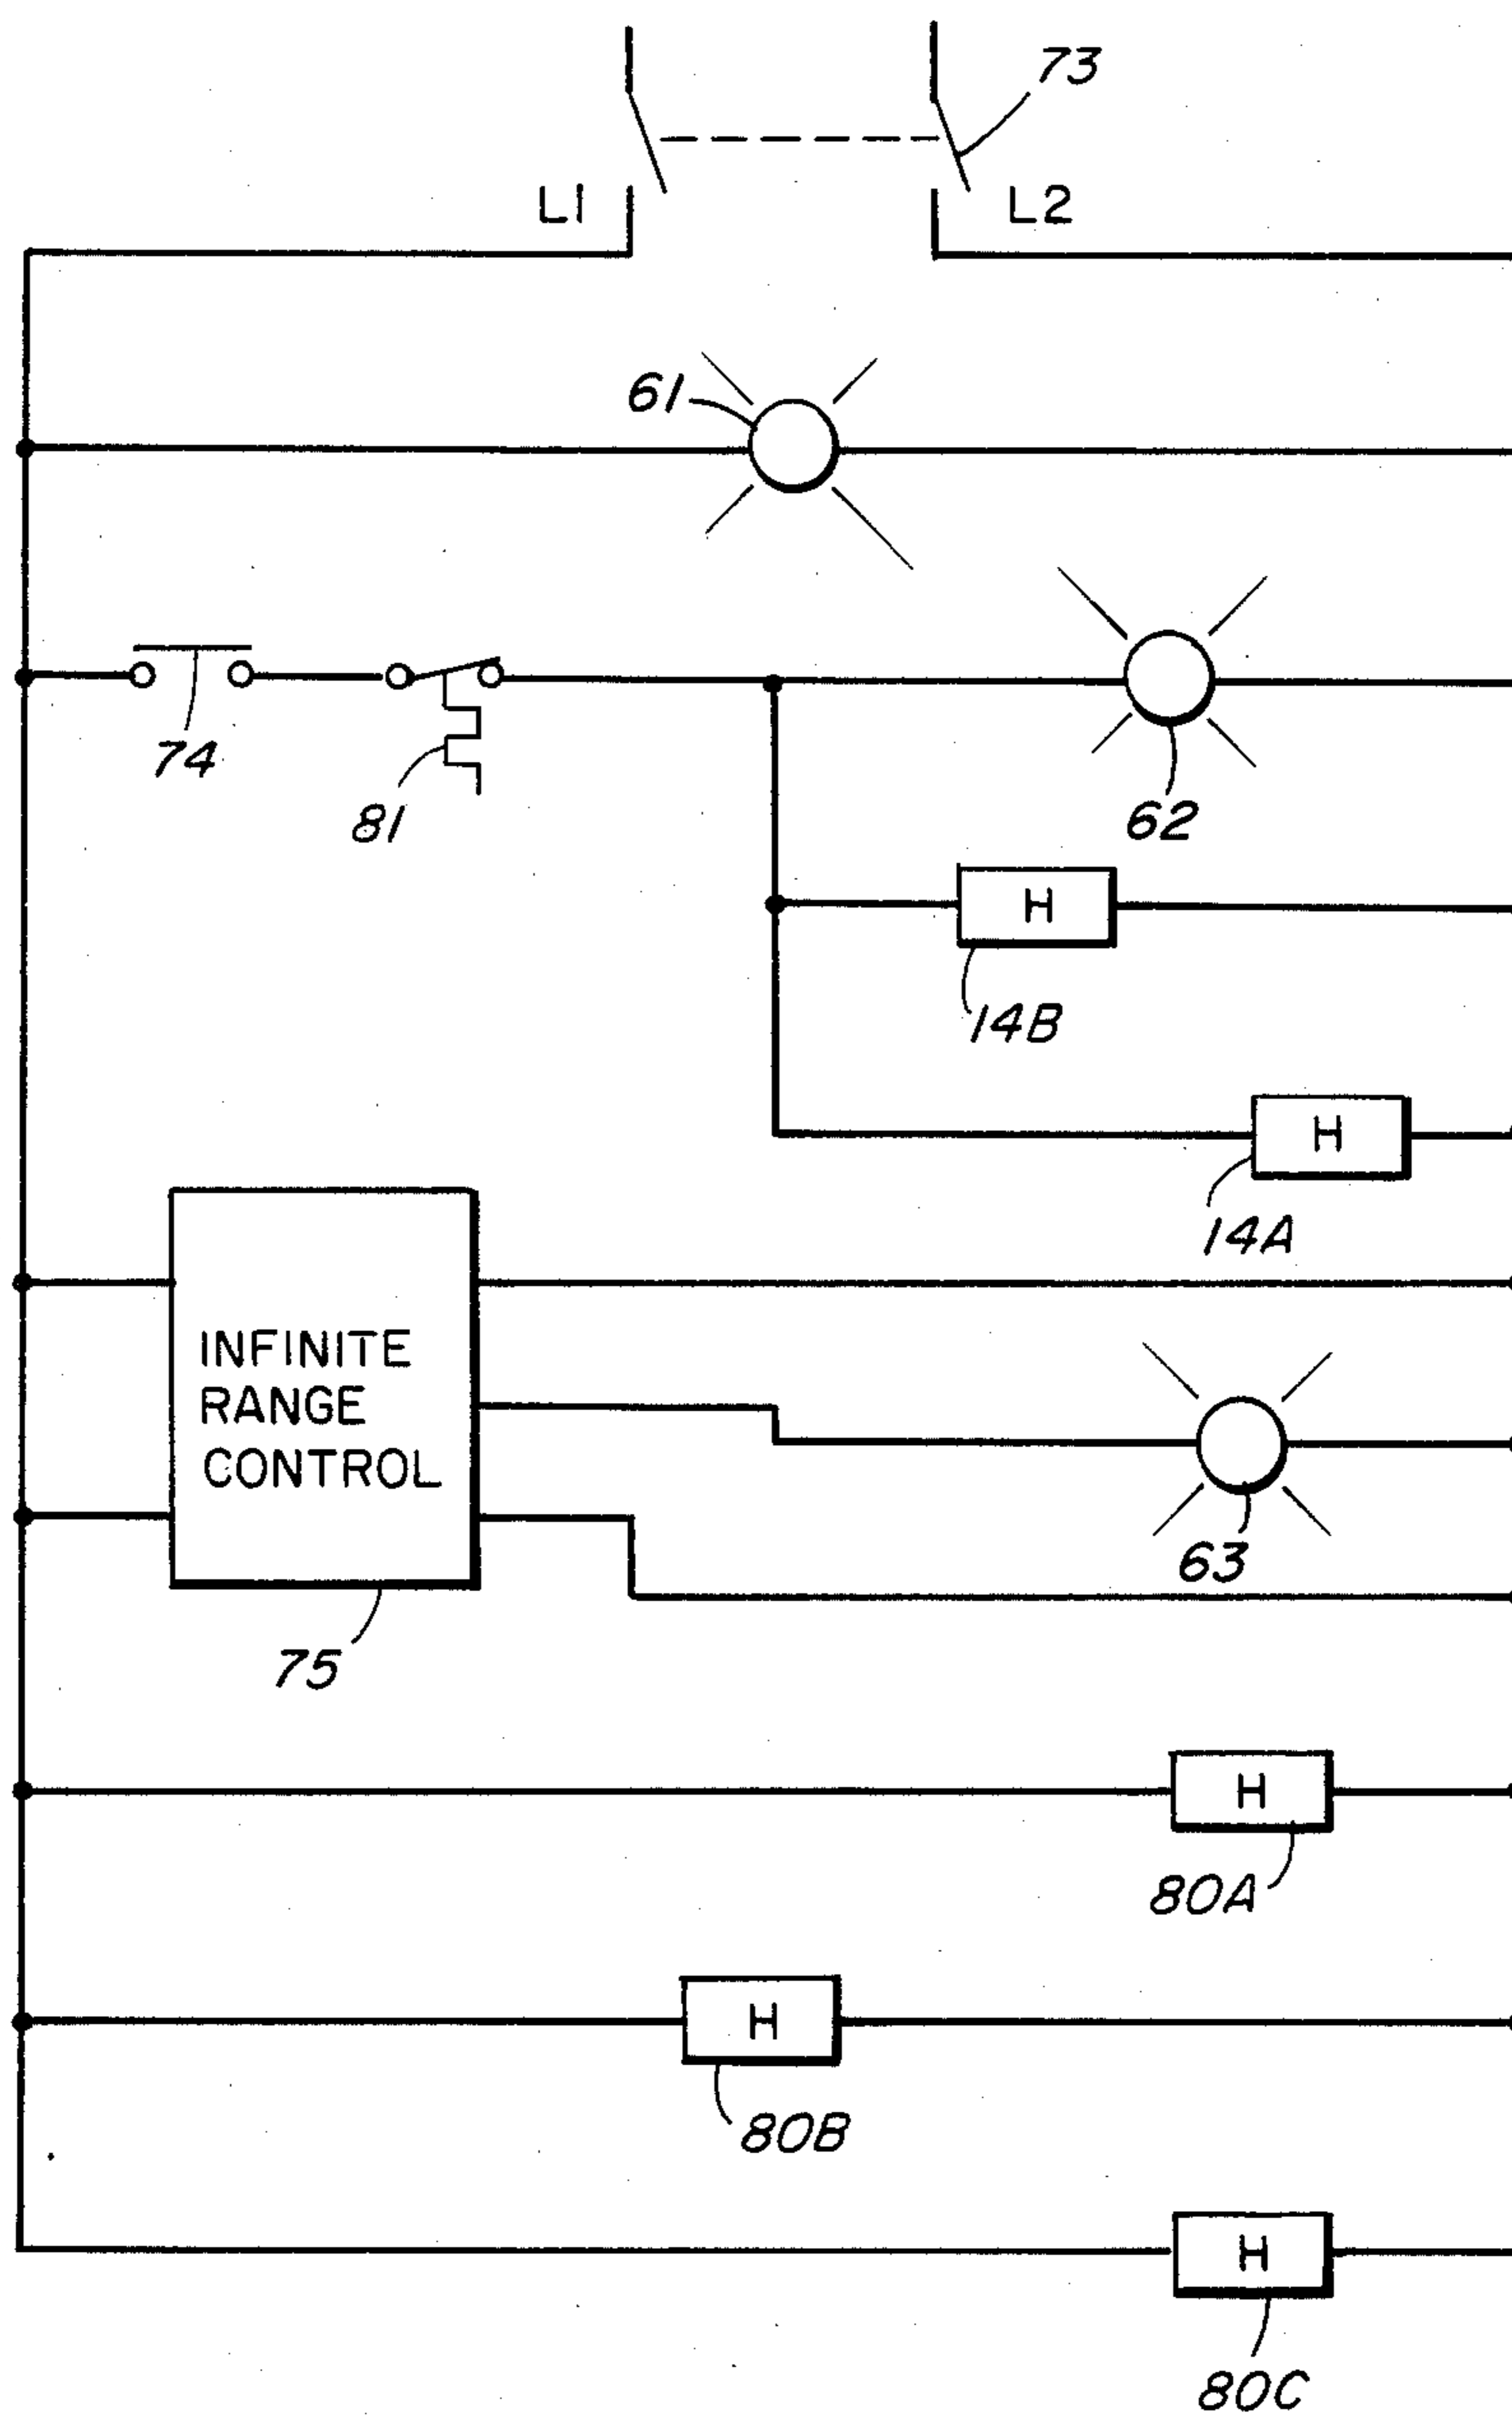 73
L1
L2
61
74
81
62
H
14B
H
14A
INFINITE
RANGE
CONTROL
63
75
H
80A
H
80B
H
80C